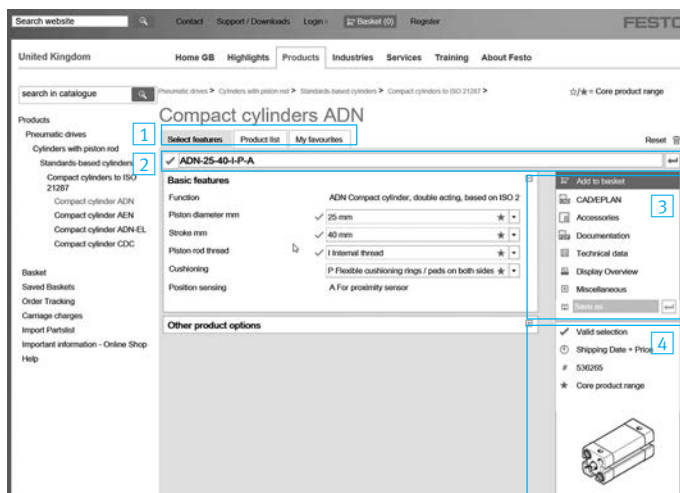 Search website
Contact Support / Downloads Login Basket (0) Register
FESTO
United Kingdom
Home GB Highlights Products Industries Services Training About Festo
search in catalogue
Pneumatic drives > Cylinders with piston rod > Standards-based cylinders > Compact cylinders to ISO 21287 >
☆/★ = Core product range
Compact cylinders ADN
1
Select features Product list My favourites
Reset
2
ADN-25-40-I-P-A
Products
Pneumatic drives
Cylinders with piston rod
Standards-based cylinders
Compact cylinders to ISO
21287
Compact cylinder ADN
Compact cylinder AEN
Compact cylinder ADN-EL
Compact cylinder CDC
Basket
Saved Baskets
Order Tracking
Carriage charges
Import Partslist
Important information - Online Shop
Help
Basic features
Function ADN Compact cylinder, double acting, based on ISO 2
Piston diameter mm 25 mm
Stroke mm 40 mm
Piston rod thread I Internal thread
Cushioning P Flexible cushioning rings / pads on both sides
Position sensing A For proximity sensor
Other product options
3
Add to basket
CAD/EPLAN
Accessories
Documentation
Technical data
Display Overview
Miscellaneous
Save as
4
Valid selection
Shipping Date + Price
# 536265
Core product range